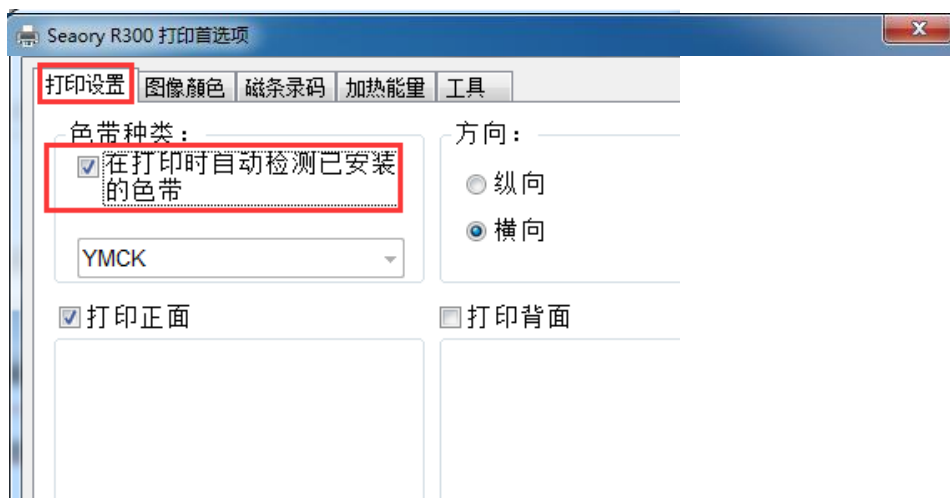 Seaory R300 打印首选项
打印设置 图像颜色 磁条录码 加热能量 工具
色带种类：
在打印时自动检测已安装
的色带
YMCK
方向：
纵向
横向
打印正面
打印背面